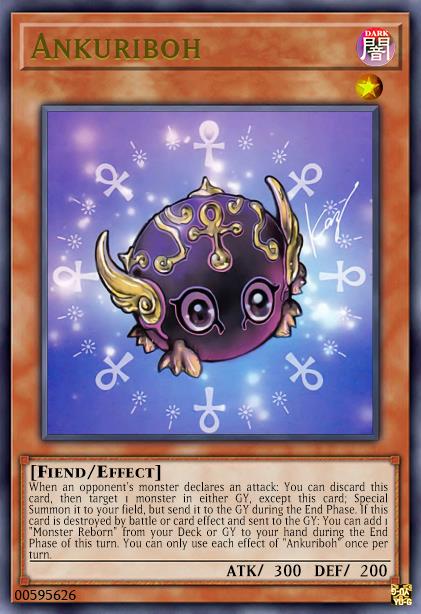 ANKURIBOH
DARK
闇
[FIEND/EFFECT]
When an opponent's monster declares an attack: You can discard this
card, then target 1 monster in either GY, except this card; Special
Summon it to your field, but send it to the GY during the End Phase. If this
card is destroyed by battle or card effect and sent to the GY: You can add 1
"Monster Reborn" from your Deck or GY to your hand during the End
Phase of this turn. You can only use each effect of "Ankuriboh" once per
turn.
ATK/ 300 DEF/ 200
00595626